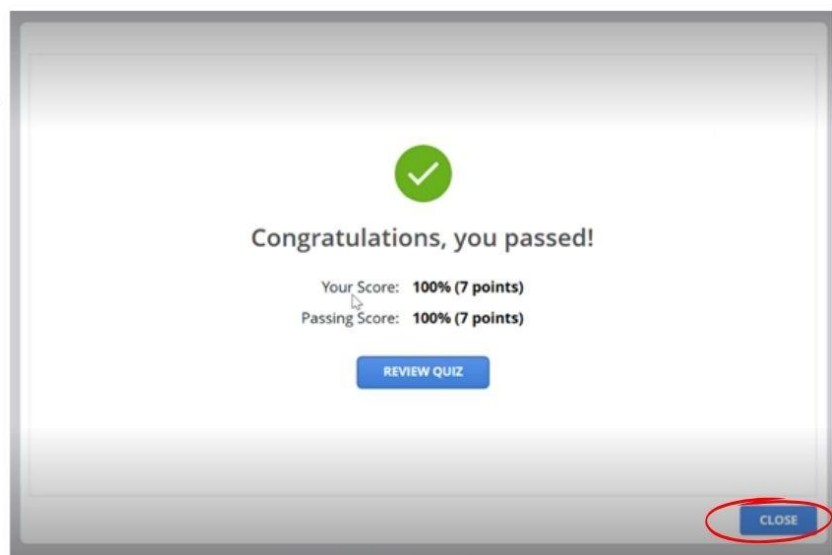 Congratulations, you passed!
Your Score: 100% (7 points)
Passing Score: 100% (7 points)
REVIEW QUIZ
CLOSE